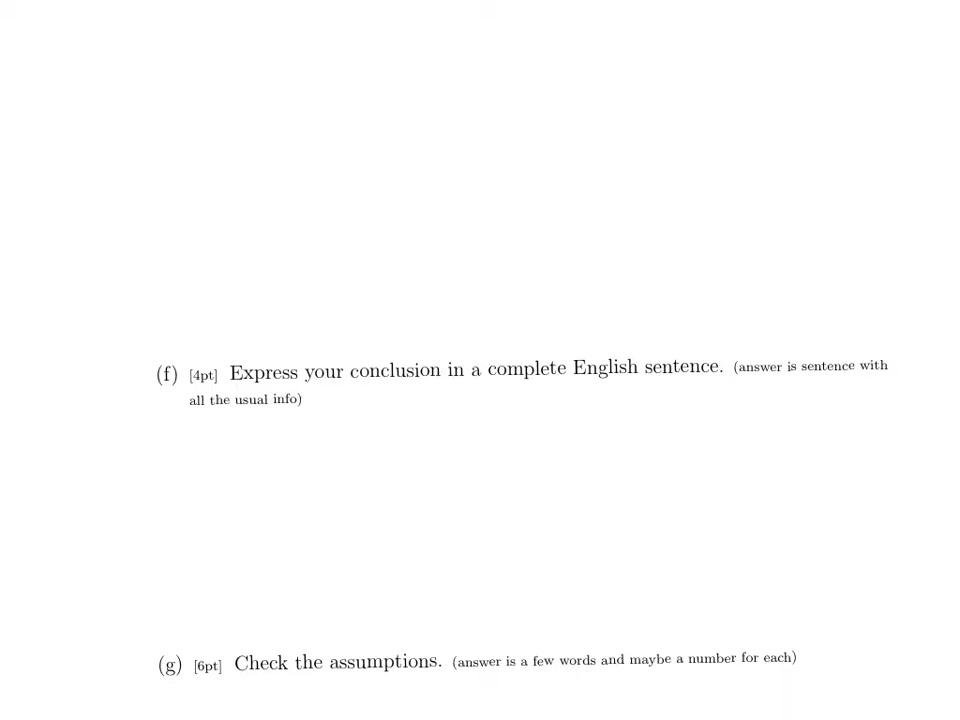 (f) [4pt] Express your conclusion in a complete English sentence. (answer is sentence with
all the usual info)
(g) [6pt] Check the assumptions. (answer is a few words and maybe a number for each)